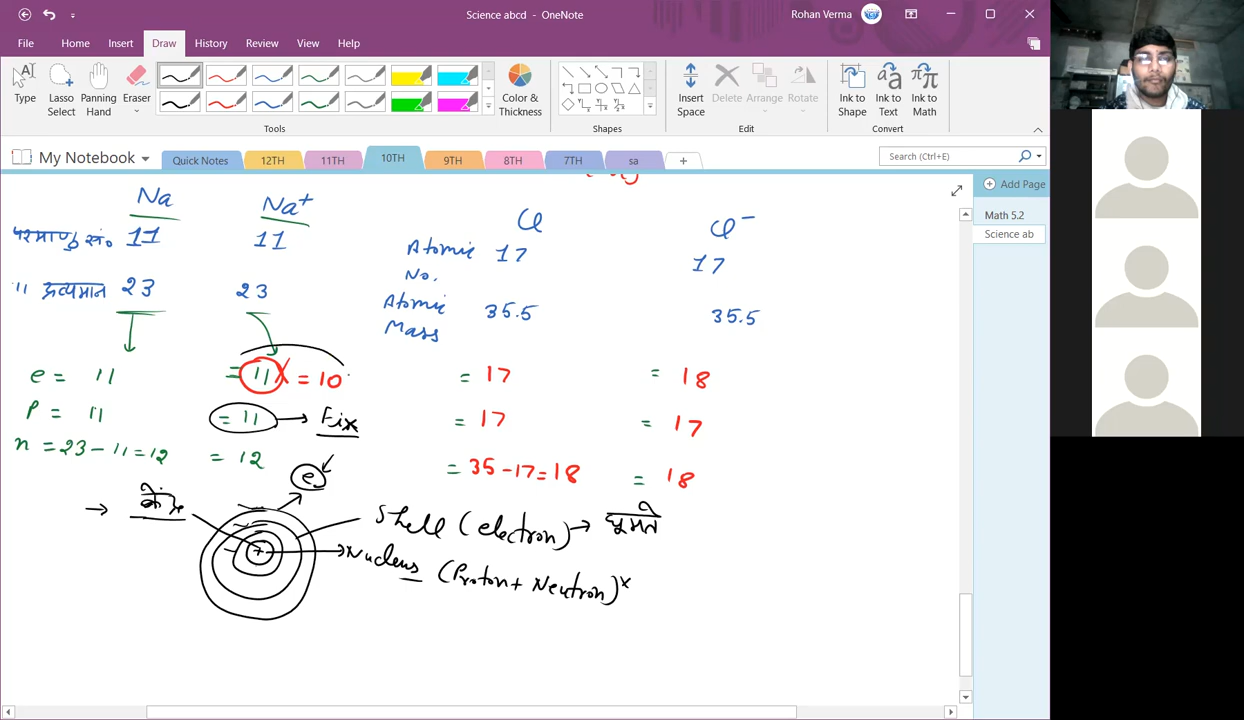 Science abcd - OneNote
Rohan Verma
File Home Insert Draw History Review View Help
Type
Lasso Select
Panning Hand
Eraser
Color & Thickness
Insert Space
Delete
Arrange
Rotate
Ink to Shape
Ink to Text
Ink to Math
Tools Shapes Edit Convert
My Notebook Quick Notes 12TH 11TH 10TH 9TH 8TH 7TH sa
Search (Ctrl+E)
Add Page
Math 5.2
Science ab
Na Na+ Cl Cl−
परमाणु सं० 11 11 Atomic No. 17 17
" द्रव्यमान 23 23 Atomic Mass 35.5 35.5
e = 11 = 11 = 10 = 17 = 18
P = 11 = 11 → Fix = 17 = 17
n = 23 − 11 = 12 = 12 = 35 − 17 = 18 = 18
e
→
Shell (electron) →
+ Nucleus (Proton + Neutron)x